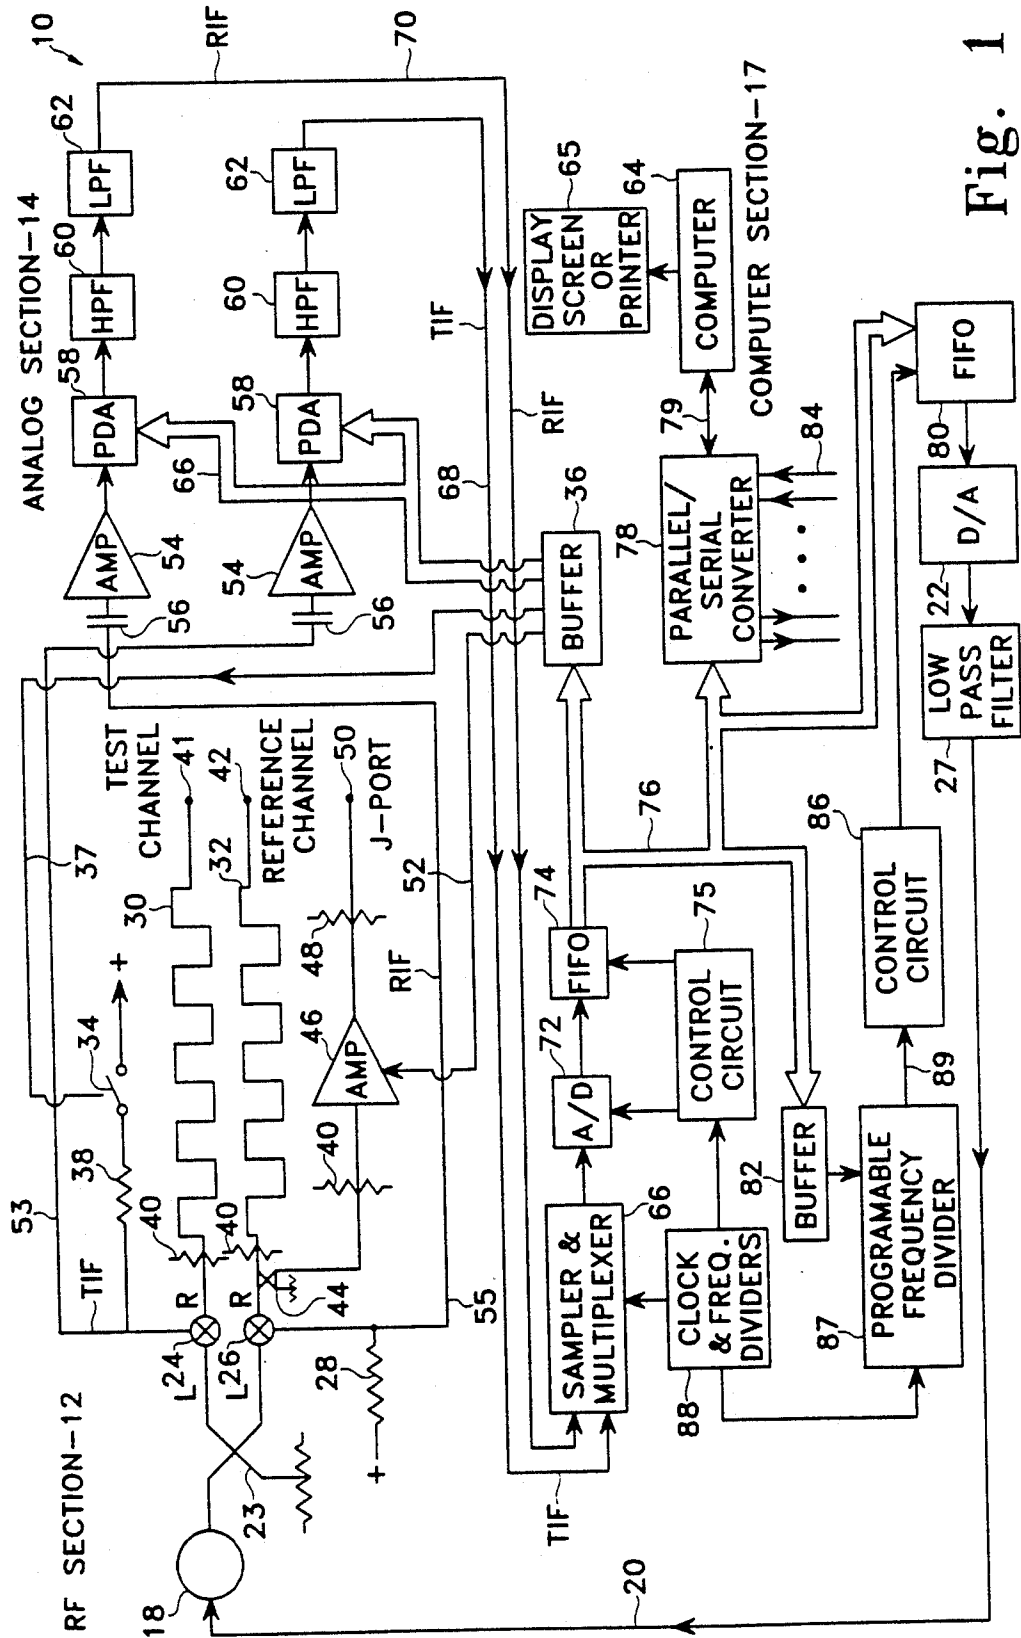 RF SECTION-12
ANALOG SECTION-14
10
53
37
TIF
38
34
+
TEST
CHANNEL
41
30
40
18
23
L
24
R
L
26
R
40
44
32
42
REFERENCE
CHANNEL
28
+
55
40
46
AMP
48
50
J-PORT
RIF
52
56
AMP
54
58
PDA
60
HPF
62
LPF
RIF
70
66
56
AMP
54
58
PDA
60
HPF
62
LPF
68
TIF
RIF
TIF
20
SAMPLER &
MULTIPLEXER
66
A/D
72
FIFO
74
BUFFER
36
CONTROL
CIRCUIT
75
CLOCK
& FREQ.
DIVIDERS
88
76
PARALLEL/
SERIAL
CONVERTER
78
79
84
COMPUTER
64
DISPLAY
SCREEN
OR
PRINTER
65
COMPUTER SECTION-17
BUFFER
82
PROGRAMABLE
FREQUENCY
DIVIDER
87
89
CONTROL
CIRCUIT
86
LOW
PASS
FILTER
27
D/A
22
FIFO
80
Fig. 1